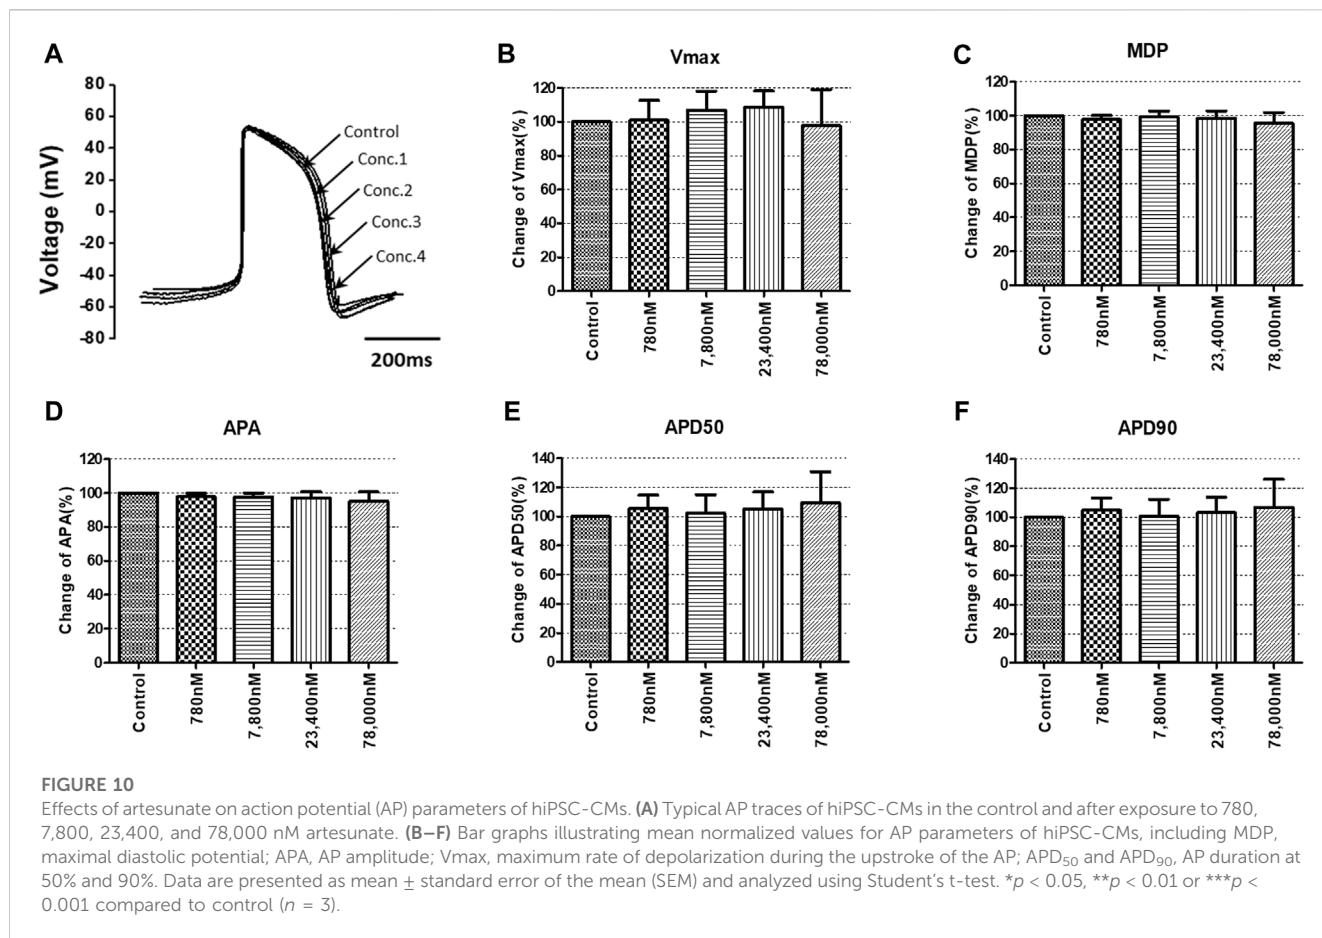 A
80
60
40
20
0
-20
-40
-60
-80
Voltage (mV)
Control
Conc.1
Conc.2
Conc.3
Conc.4
200ms
B
Vmax
Change of Vmax(%)
120
100
80
60
40
20
0
Control
780nM
7,800nM
23,400nM
78,000nM
C
MDP
Change of MDP(%)
120
100
80
60
40
20
0
Control
780nM
7,800nM
23,400nM
78,000nM
D
APA
Change of APA(%)
120
100
80
60
40
20
0
Control
780nM
7,800nM
23,400nM
78,000nM
E
APD50
Change of APD50(%)
140
120
100
80
60
40
20
0
Control
780nM
7,800nM
23,400nM
78,000nM
F
APD90
Change of APD90(%)
140
120
100
80
60
40
20
0
Control
780nM
7,800nM
23,400nM
78,000nM
FIGURE 10
Effects of artesunate on action potential (AP) parameters of hiPSC-CMs. (A) Typical AP traces of hiPSC-CMs in the control and after exposure to 780,
7,800, 23,400, and 78,000 nM artesunate. (B–F) Bar graphs illustrating mean normalized values for AP parameters of hiPSC-CMs, including MDP,
maximal diastolic potential; APA, AP amplitude; Vmax, maximum rate of depolarization during the upstroke of the AP; APD50 and APD90, AP duration at
50% and 90%. Data are presented as mean ± standard error of the mean (SEM) and analyzed using Student's t-test. *p < 0.05, **p < 0.01 or ***p <
0.001 compared to control (n = 3).